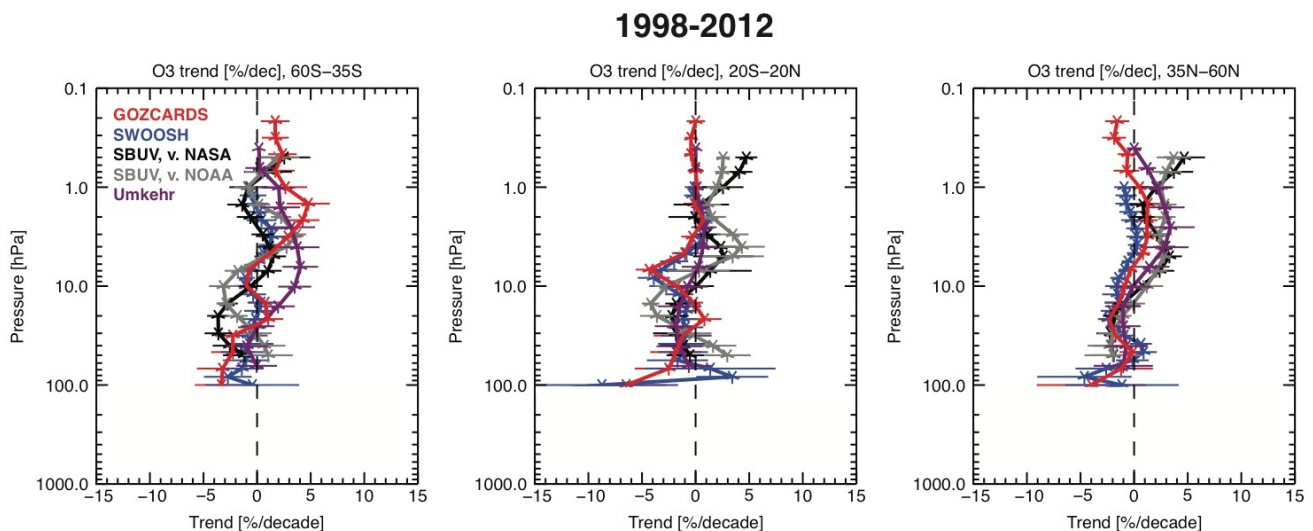 1998-2012
O3 trend [%/dec], 60S−35S
O3 trend [%/dec], 20S−20N
O3 trend [%/dec], 35N−60N
0.1
1.0
10.0
100.0
1000.0
Pressure [hPa]
GOZCARDS
SWOOSH
SBUV, v. NASA
SBUV, v. NOAA
Umkehr
−15 −10 −5 0 5 10 15
Trend [%/decade]
0.1
1.0
10.0
100.0
1000.0
Pressure [hPa]
−15 −10 −5 0 5 10 15
Trend [%/decade]
0.1
1.0
10.0
100.0
1000.0
Pressure [hPa]
−15 −10 −5 0 5 10 15
Trend [%/decade]